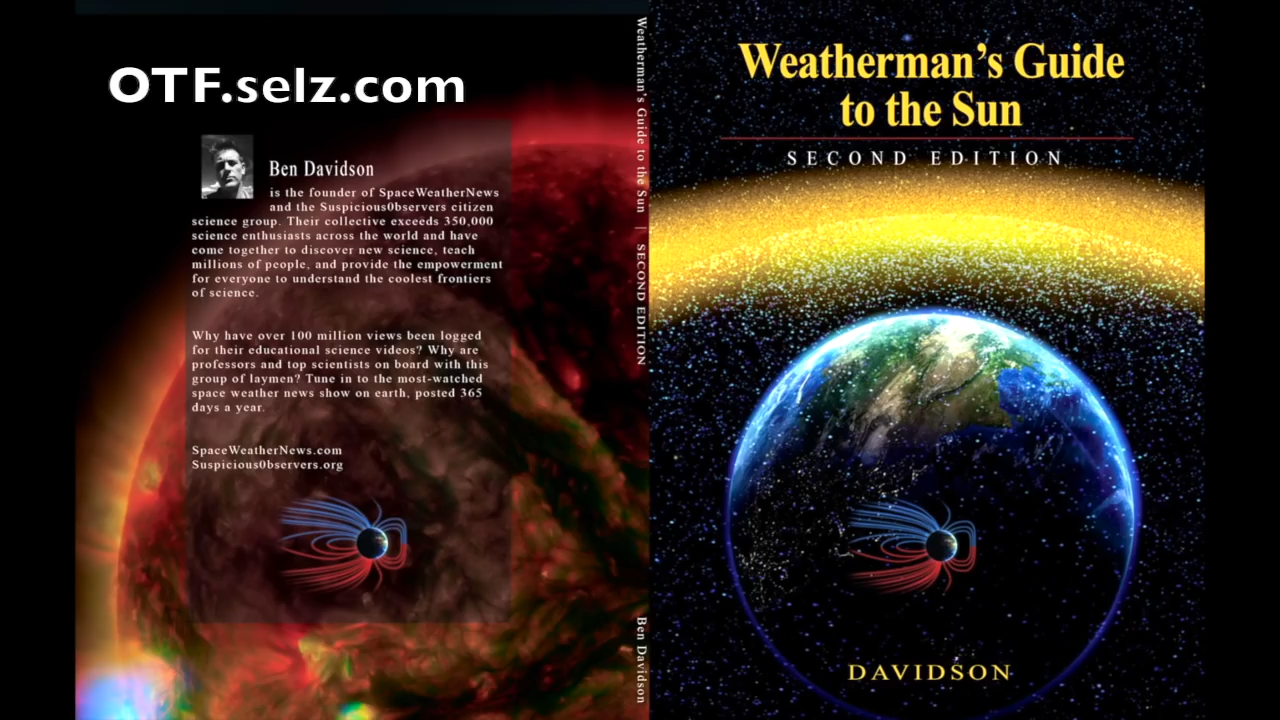 OTF.selz.com
Ben Davidson
is the founder of SpaceWeatherNews
and the Suspicious0bservers citizen
science group. Their collective exceeds 350,000
science enthusiasts across the world and have
come together to discover new science, teach
millions of people, and provide the empowerment
for everyone to understand the coolest frontiers
of science.
Why have over 100 million views been logged
for their educational science videos? Why are
professors and top scientists on board with this
group of laymen? Tune in to the most-watched
space weather news show on earth, posted 365
days a year.
SpaceWeatherNews.com
Suspicious0bservers.org
Weatherman's Guide to the Sun | SECOND EDITION
Ben Davidson
Weatherman's Guide
to the Sun
SECOND EDITION
DAVIDSON